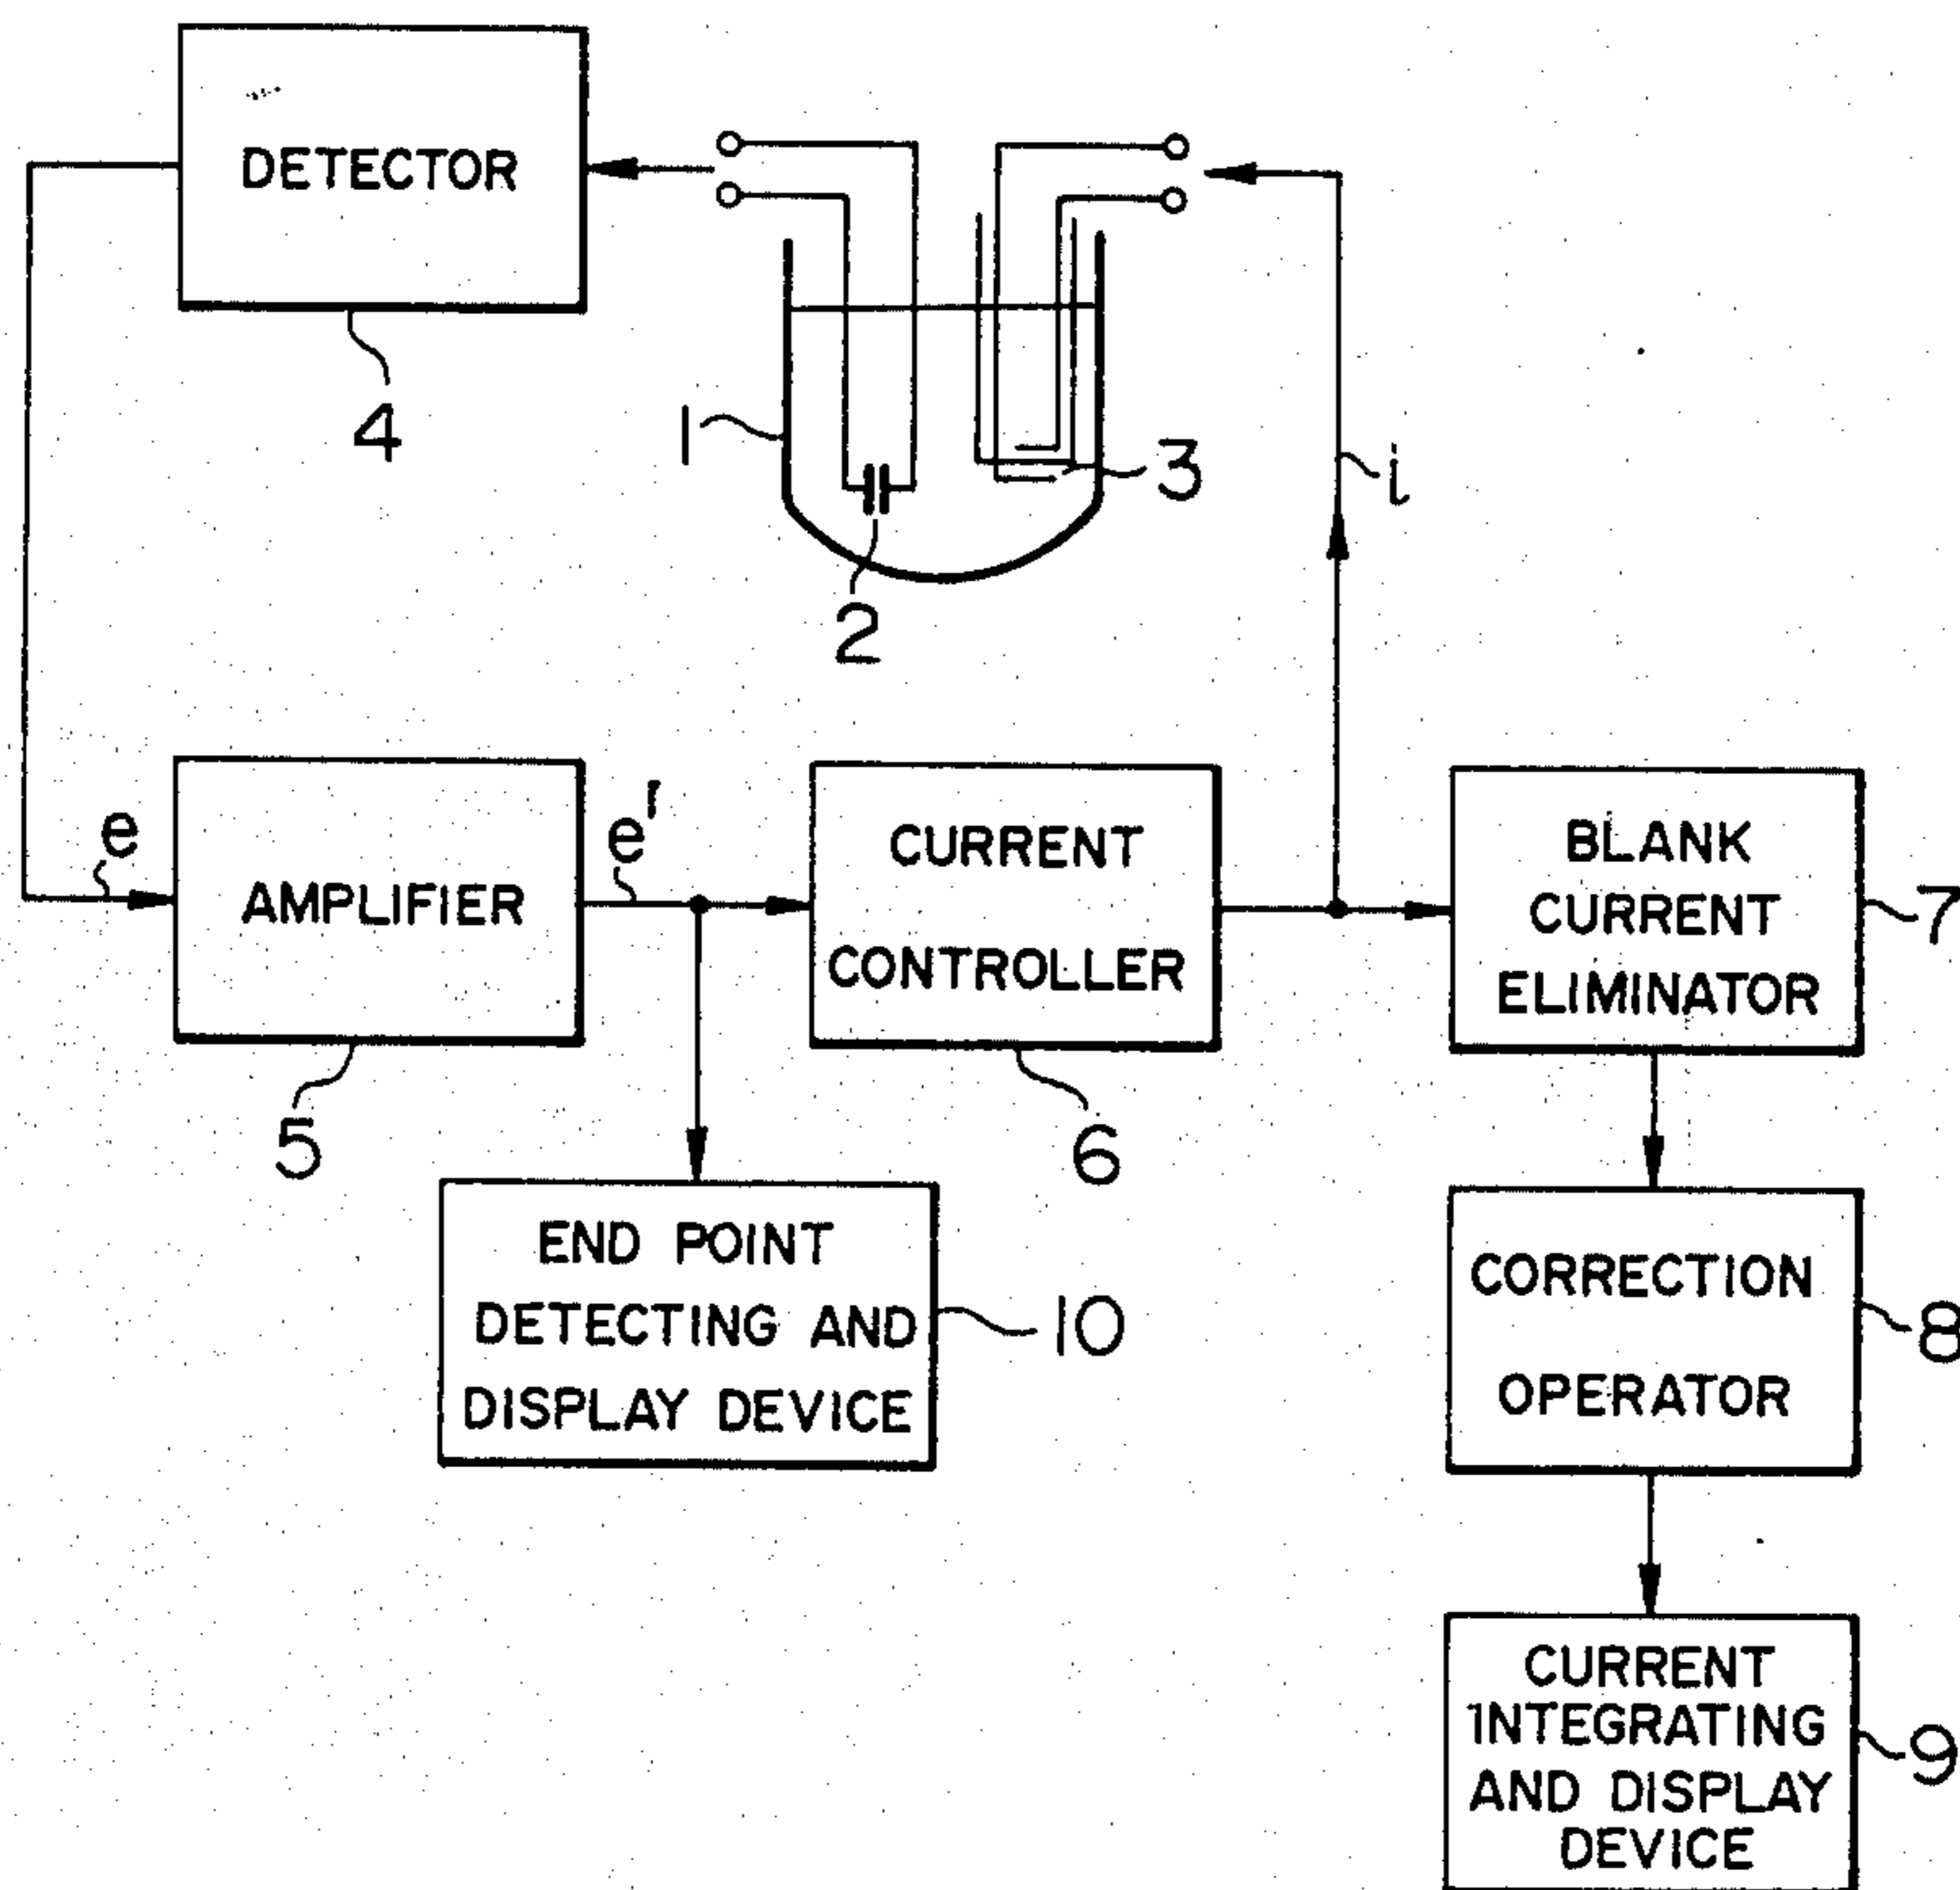 DETECTOR
4
1
2
3
i
e
AMPLIFIER
5
e'
CURRENT
CONTROLLER
6
BLANK
CURRENT
ELIMINATOR
7
END POINT
DETECTING AND
DISPLAY DEVICE
10
CORRECTION
OPERATOR
8
CURRENT
INTEGRATING
AND DISPLAY
DEVICE
9